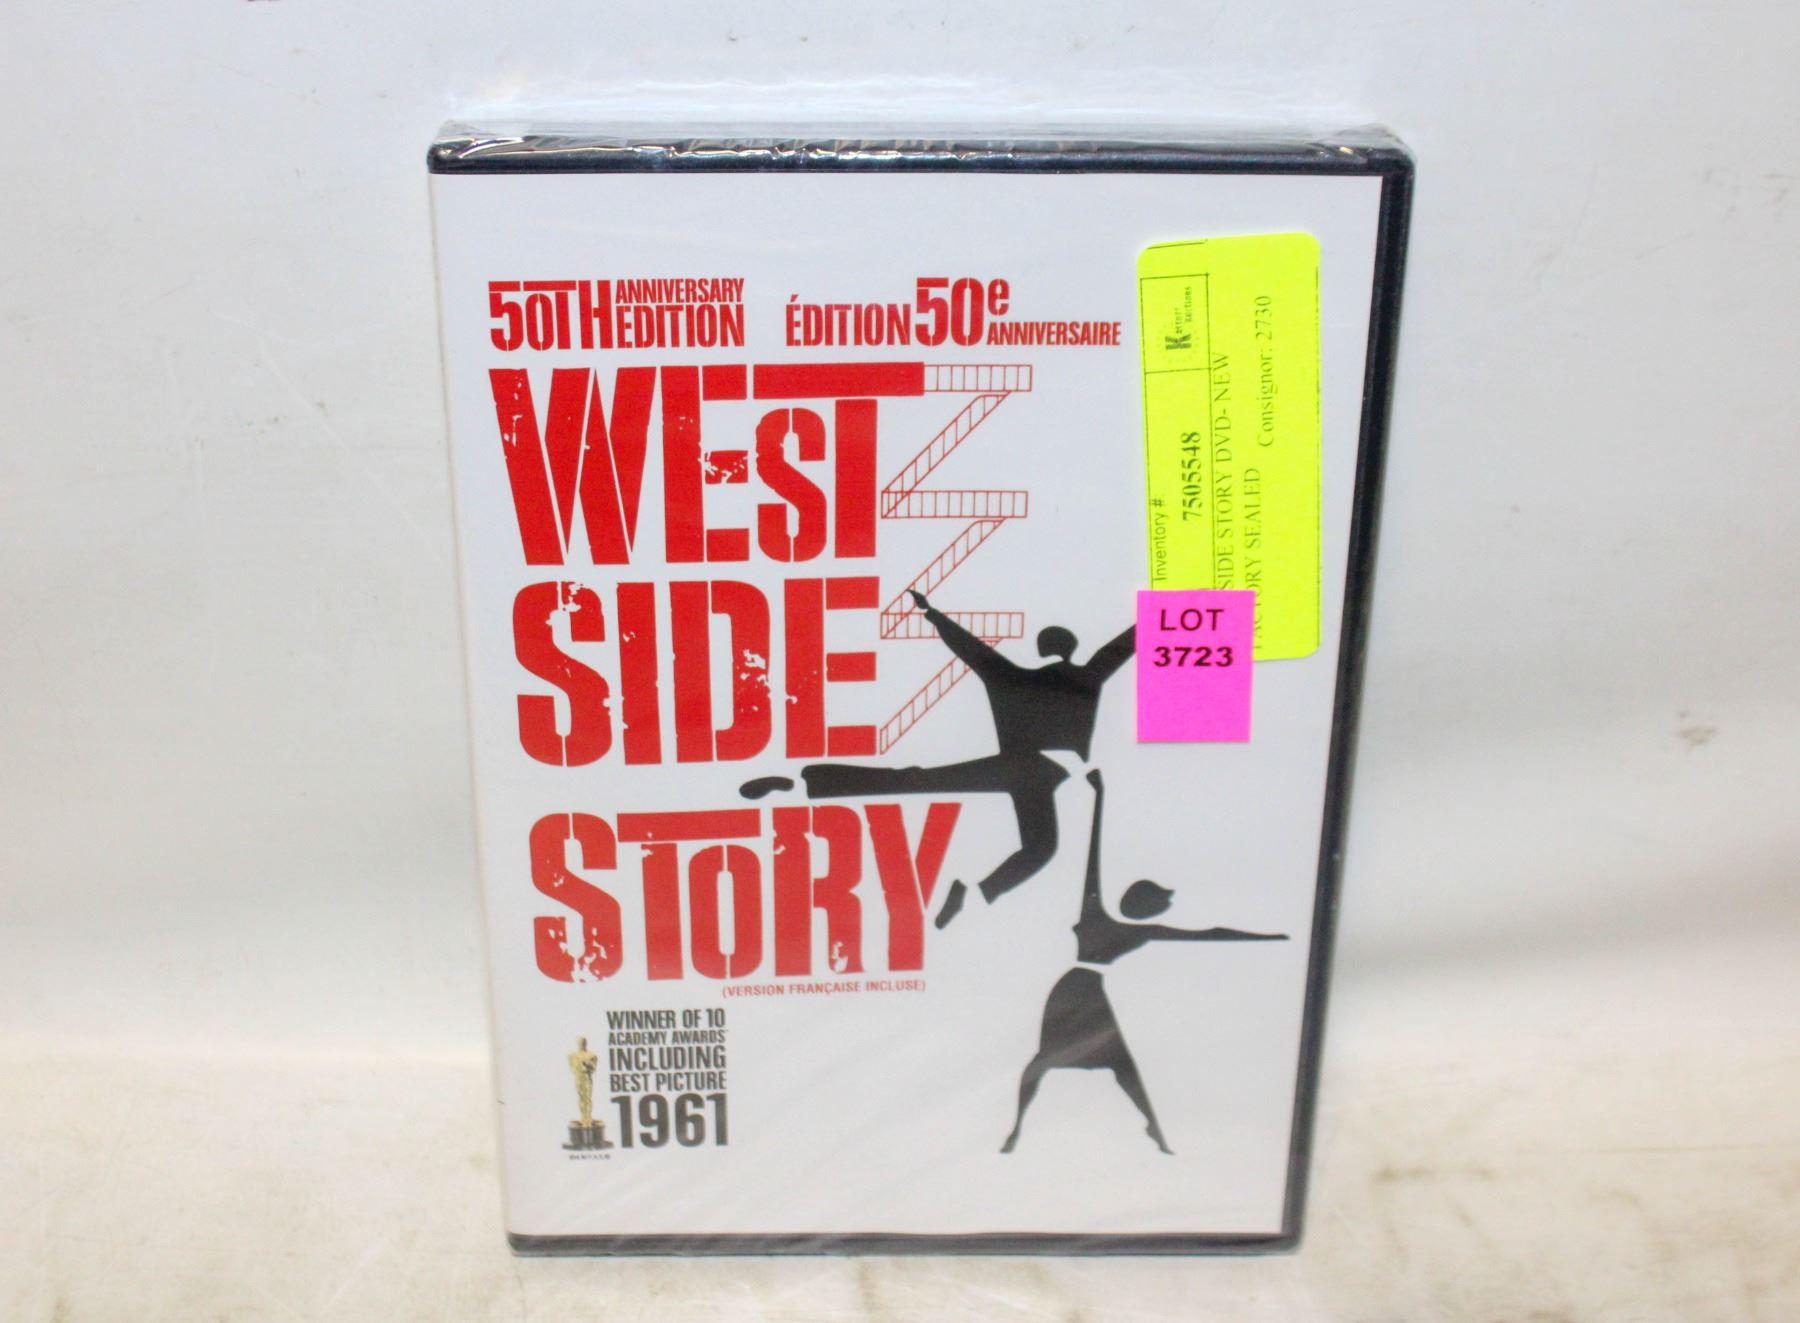 50TH ANNIVERSARY EDITION
ÉDITION 50e ANNIVERSAIRE
WEST
SIDE
STORY
(VERSION FRANÇAISE INCLUSE)
WINNER OF 10
ACADEMY AWARDS
INCLUDING
BEST PICTURE
1961
Inventory #:
7505548
SIDE STORY DVD- NEW
SEALED
Consignor: 2730
LOT
3723